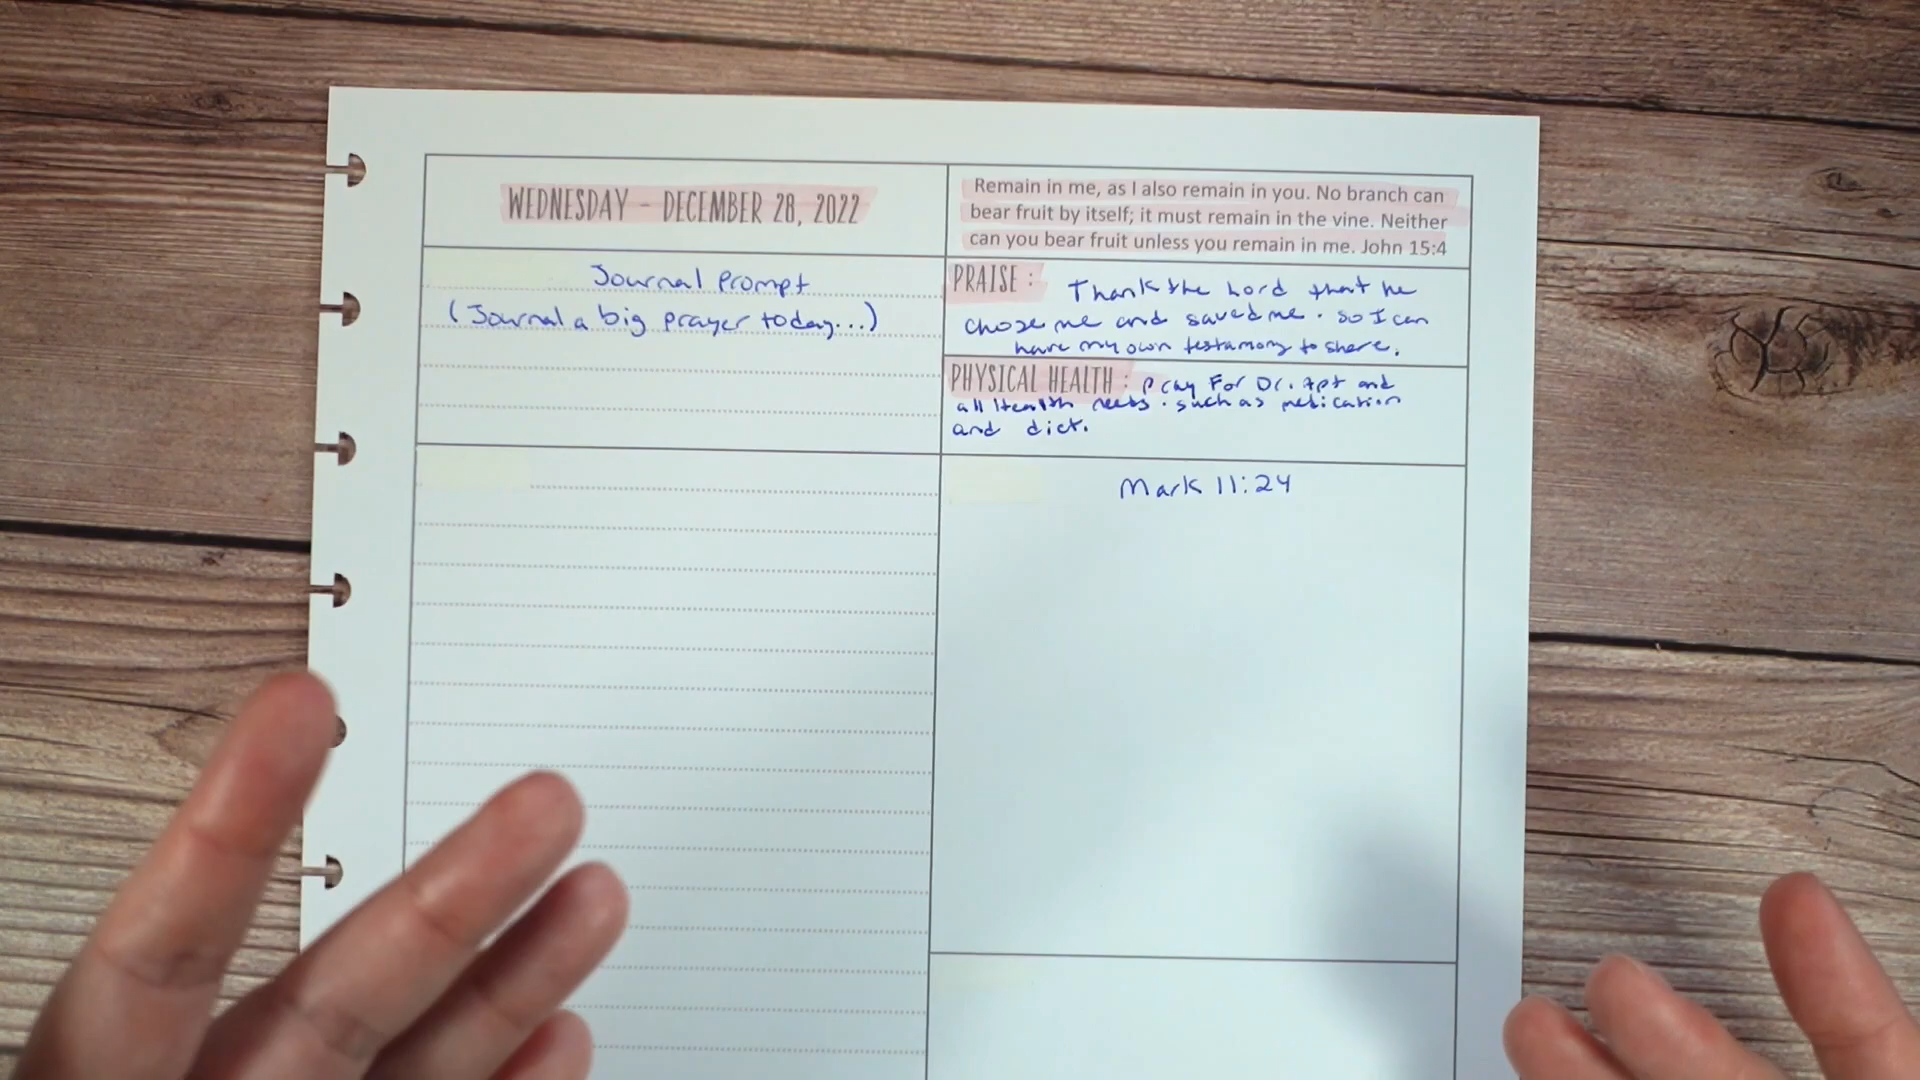 WEDNESDAY - DECEMBER 28, 2022
Remain in me, as I also remain in you. No branch can
bear fruit by itself; it must remain in the vine. Neither
can you bear fruit unless you remain in me. John 15:4
Journal Prompt
(Journal a big prayer today...)
PRAISE : Thank the Lord that he
chose me and saved me. So I can
have my own testamony to share.
PHYSICAL HEALTH : Pray For Dr. Apt and
all Health needs. such as medication
and diet.
Mark 11:24